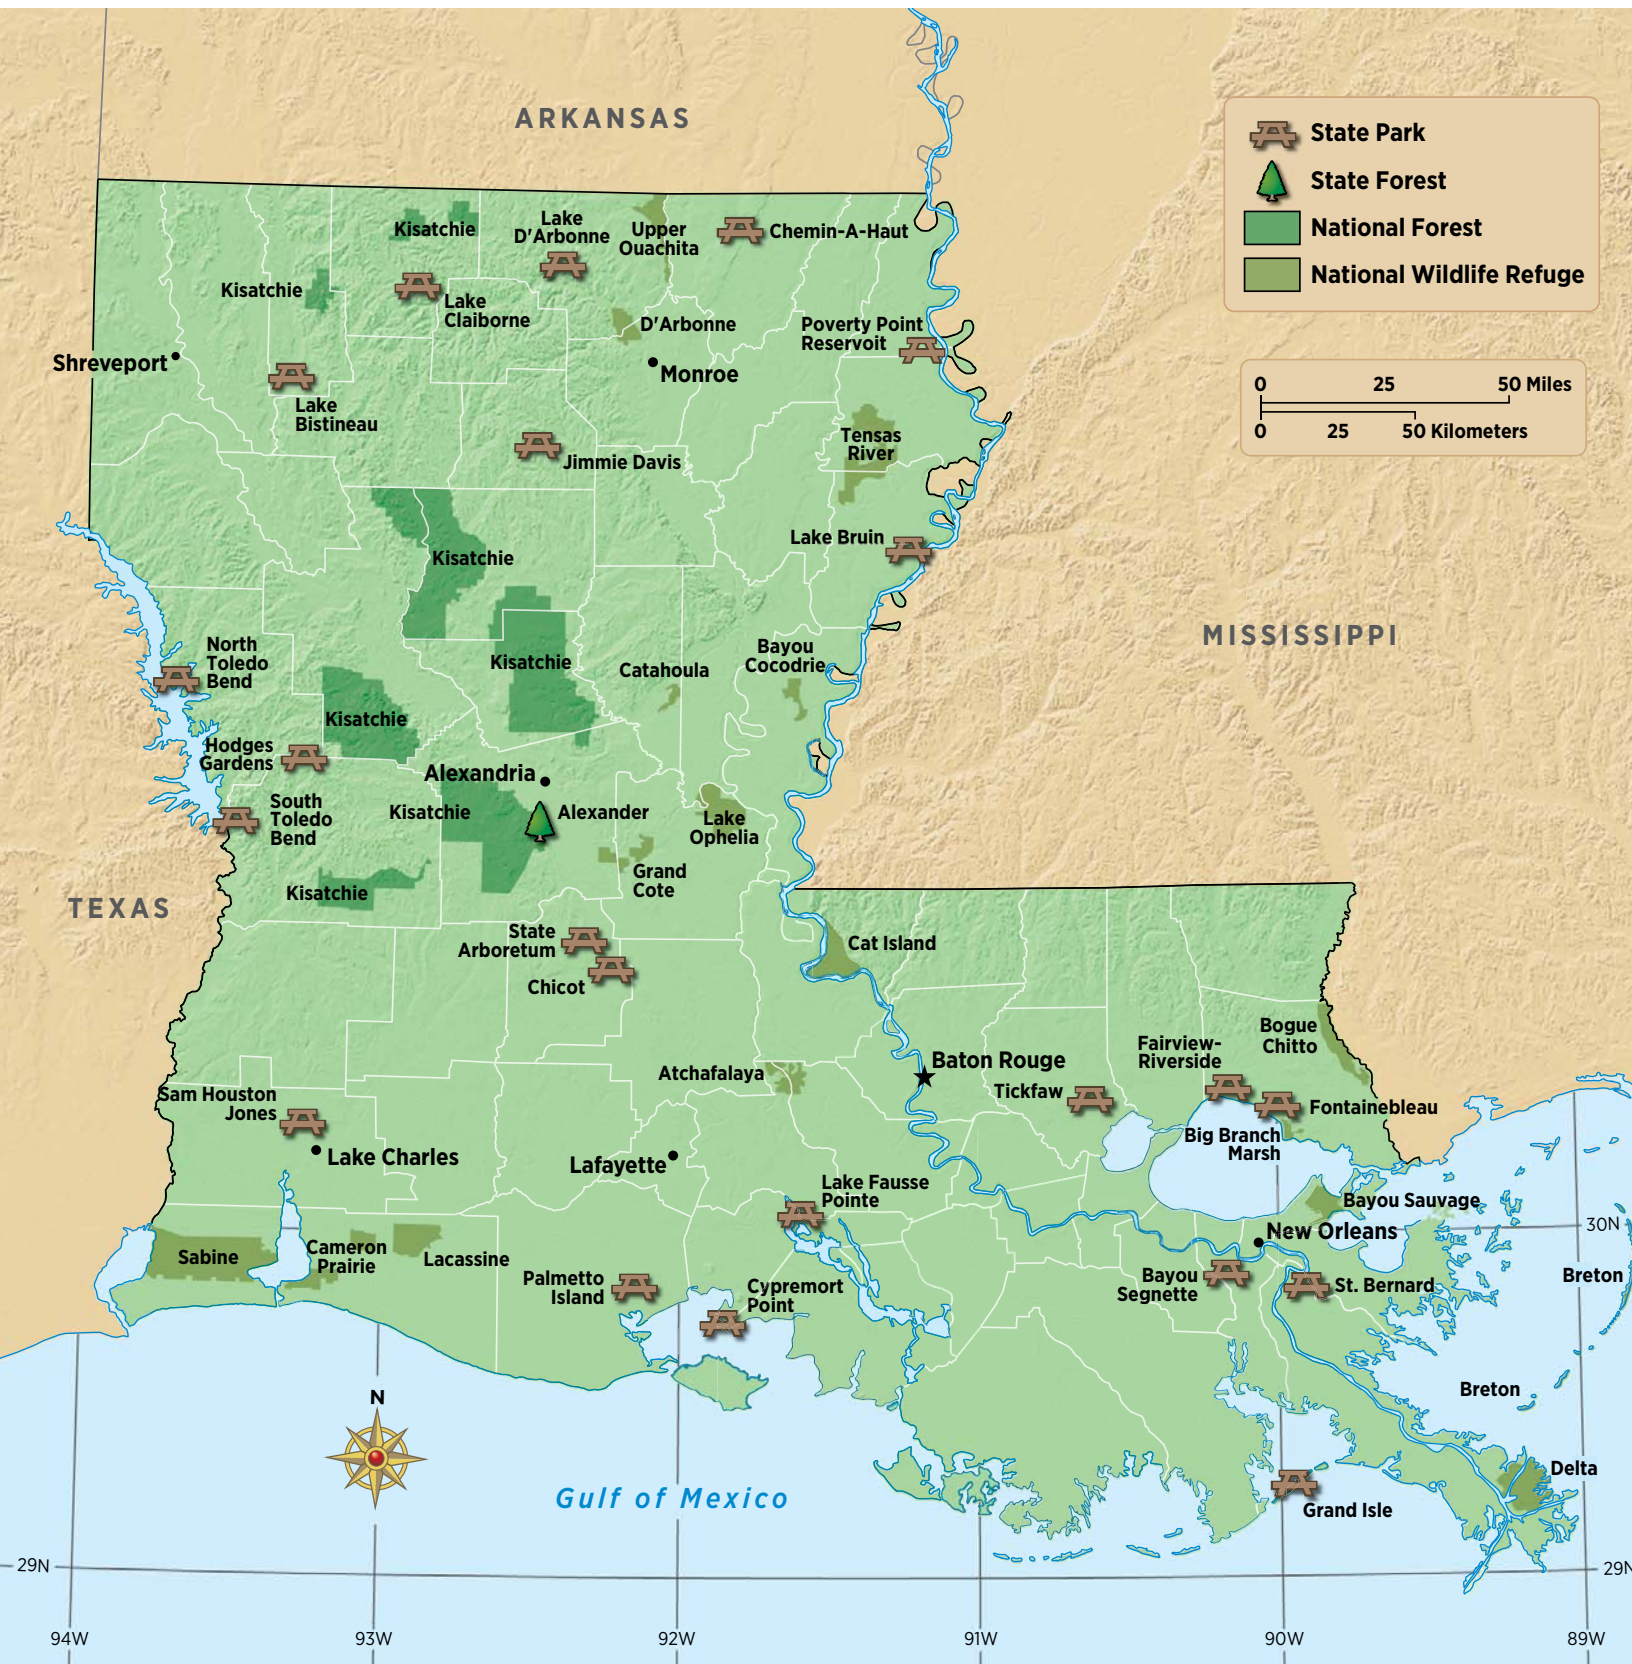 ARKANSAS
State Park
State Forest
National Forest
National Wildlife Refuge
0 25 50 Miles
0 25 50 Kilometers
Kisatchie
Lake
D'Arbonne
Upper
Ouachita
Chemin-A-Haut
Kisatchie
Lake
Claiborne
D'Arbonne
Poverty Point
Reservoit
Shreveport
Monroe
Lake
Bistineau
Jimmie Davis
Tensas
River
Kisatchie
Lake Bruin
MISSISSIPPI
North
Toledo
Bend
Kisatchie
Catahoula
Bayou
Cocodrie
Kisatchie
Hodges
Gardens
Alexandria
South
Toledo
Bend
Kisatchie
Alexander
Lake
Ophelia
Grand
Cote
Kisatchie
TEXAS
State
Arboretum
Chicot
Cat Island
Bogue
Chitto
Fairview-
Riverside
Baton Rouge
Tickfaw
Atchafalaya
Fontainebleau
Sam Houston
Jones
Big Branch
Marsh
Lake Charles
Lafayette
Lake Fausse
Pointe
Bayou Sauvage
30N
New Orleans
Sabine
Cameron
Prairie
Lacassine
Palmetto
Island
Cypremort
Point
Bayou
Segnette
St. Bernard
Breton
Breton
N
Delta
Gulf of Mexico
Grand Isle
29N
29N
94W 93W 92W 91W 90W 89W